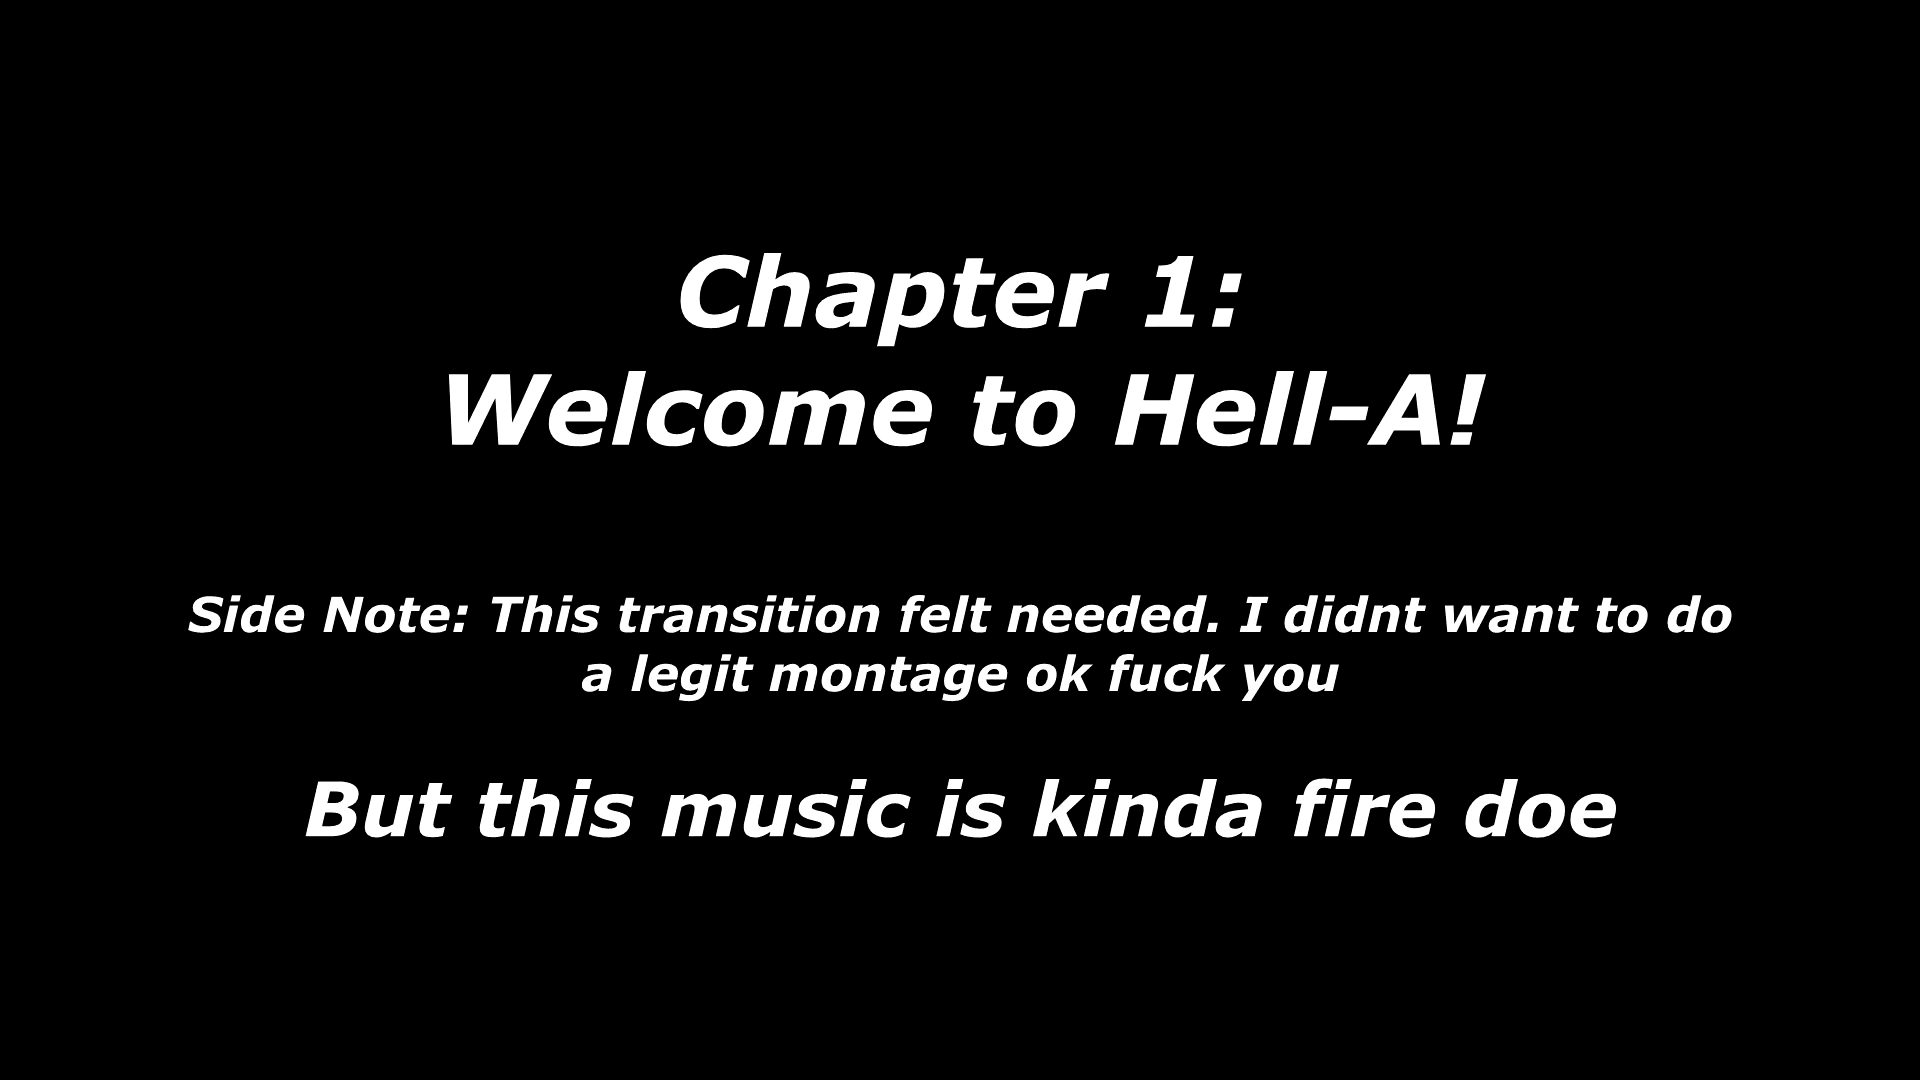 Chapter 1:
Welcome to Hell-A!
Side Note: This transition felt needed. I didnt want to do
a legit montage ok fuck you
But this music is kinda fire doe